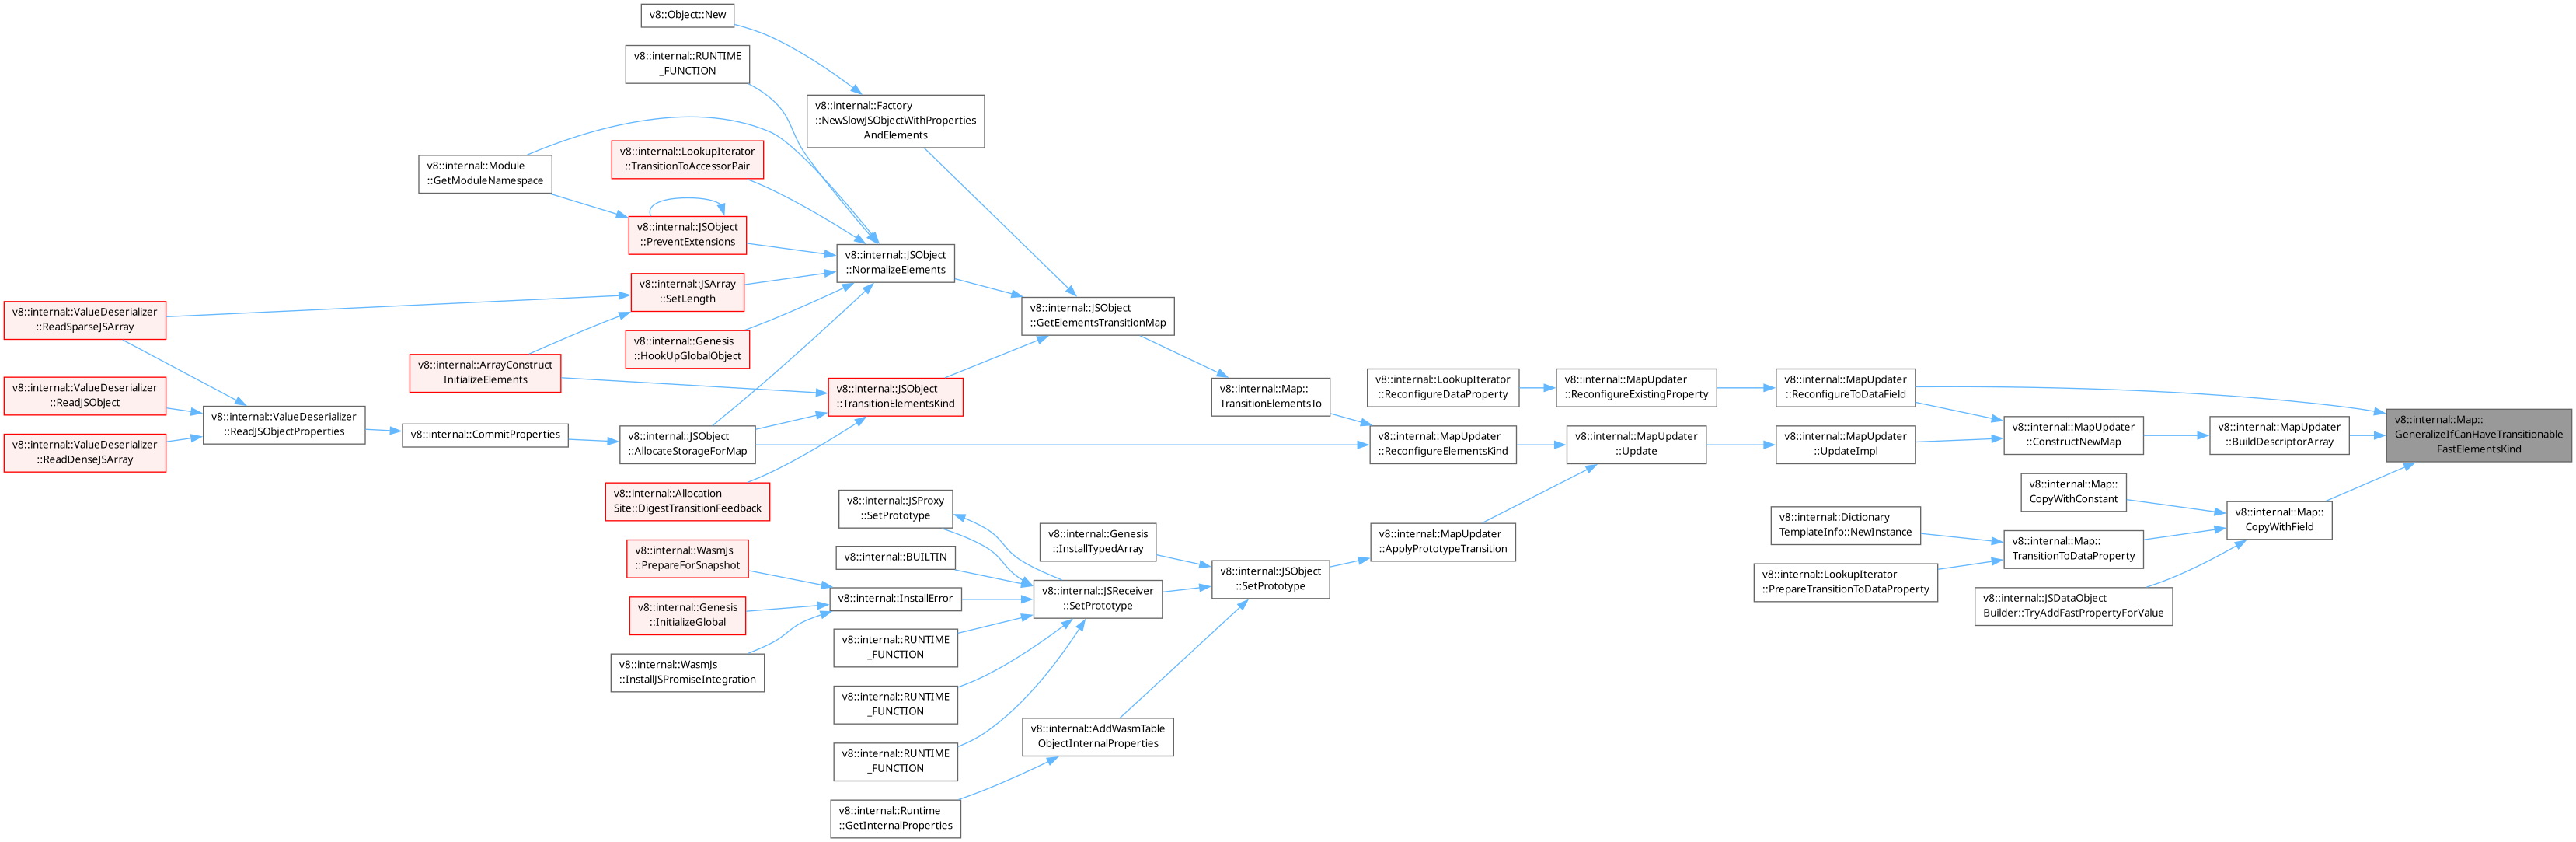 v8::Object::New
v8::internal::RUNTIME
_FUNCTION
v8::internal::Factory
::NewSlowJSObjectWithProperties
AndElements
v8::internal::LookupIterator
::TransitionToAccessorPair
v8::internal::Module
::GetModuleNamespace
v8::internal::JSObject
::PreventExtensions
v8::internal::JSObject
::NormalizeElements
v8::internal::JSArray
::SetLength
v8::internal::ValueDeserializer
::ReadSparseJSArray
v8::internal::JSObject
::GetElementsTransitionMap
v8::internal::Genesis
::HookUpGlobalObject
v8::internal::ArrayConstruct
InitializeElements
v8::internal::ValueDeserializer
::ReadJSObject
v8::internal::JSObject
::TransitionElementsKind
v8::internal::Map::
TransitionElementsTo
v8::internal::LookupIterator
::ReconfigureDataProperty
v8::internal::MapUpdater
::ReconfigureExistingProperty
v8::internal::MapUpdater
::ReconfigureToDataField
v8::internal::ValueDeserializer
::ReadJSObjectProperties
v8::internal::ValueDeserializer
::ReadDenseJSArray
v8::internal::CommitProperties
v8::internal::JSObject
::AllocateStorageForMap
v8::internal::MapUpdater
::ReconfigureElementsKind
v8::internal::MapUpdater
::Update
v8::internal::MapUpdater
::UpdateImpl
v8::internal::MapUpdater
::ConstructNewMap
v8::internal::MapUpdater
::BuildDescriptorArray
v8::internal::Map::
GeneralizeIfCanHaveTransitionable
FastElementsKind
v8::internal::Allocation
Site::DigestTransitionFeedback
v8::internal::JSProxy
::SetPrototype
v8::internal::Map::
CopyWithConstant
v8::internal::Map::
CopyWithField
v8::internal::Dictionary
TemplateInfo::NewInstance
v8::internal::Genesis
::InstallTypedArray
v8::internal::MapUpdater
::ApplyPrototypeTransition
v8::internal::Map::
TransitionToDataProperty
v8::internal::WasmJs
::PrepareForSnapshot
v8::internal::BUILTIN
v8::internal::JSObject
::SetPrototype
v8::internal::LookupIterator
::PrepareTransitionToDataProperty
v8::internal::InstallError
v8::internal::JSReceiver
::SetPrototype
v8::internal::JSDataObject
Builder::TryAddFastPropertyForValue
v8::internal::Genesis
::InitializeGlobal
v8::internal::RUNTIME
_FUNCTION
v8::internal::WasmJs
::InstallJSPromiseIntegration
v8::internal::RUNTIME
_FUNCTION
v8::internal::AddWasmTable
ObjectInternalProperties
v8::internal::RUNTIME
_FUNCTION
v8::internal::Runtime
::GetInternalProperties